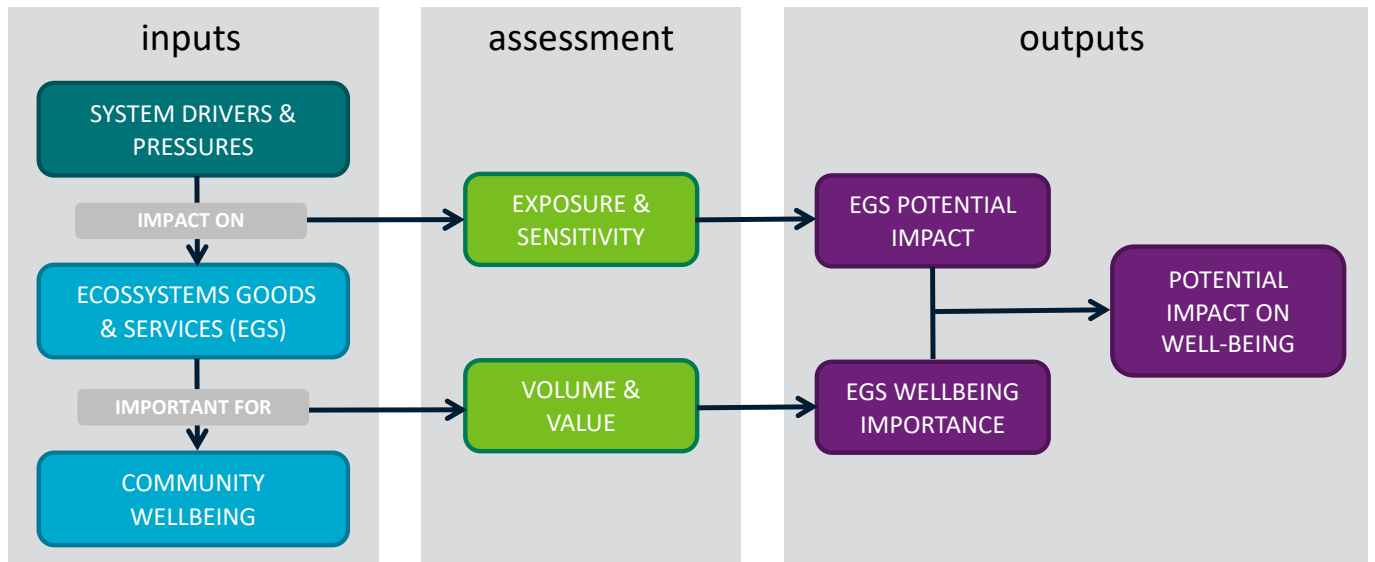 inputs
SYSTEM DRIVERS &
PRESSURES
IMPACT ON
ECOSSYSTEMS GOODS
& SERVICES (EGS)
IMPORTANT FOR
COMMUNITY
WELLBEING
assessment
EXPOSURE &
SENSITIVITY
VOLUME &
VALUE
outputs
EGS POTENTIAL
IMPACT
EGS WELLBEING
IMPORTANCE
POTENTIAL
IMPACT ON
WELL-BEING